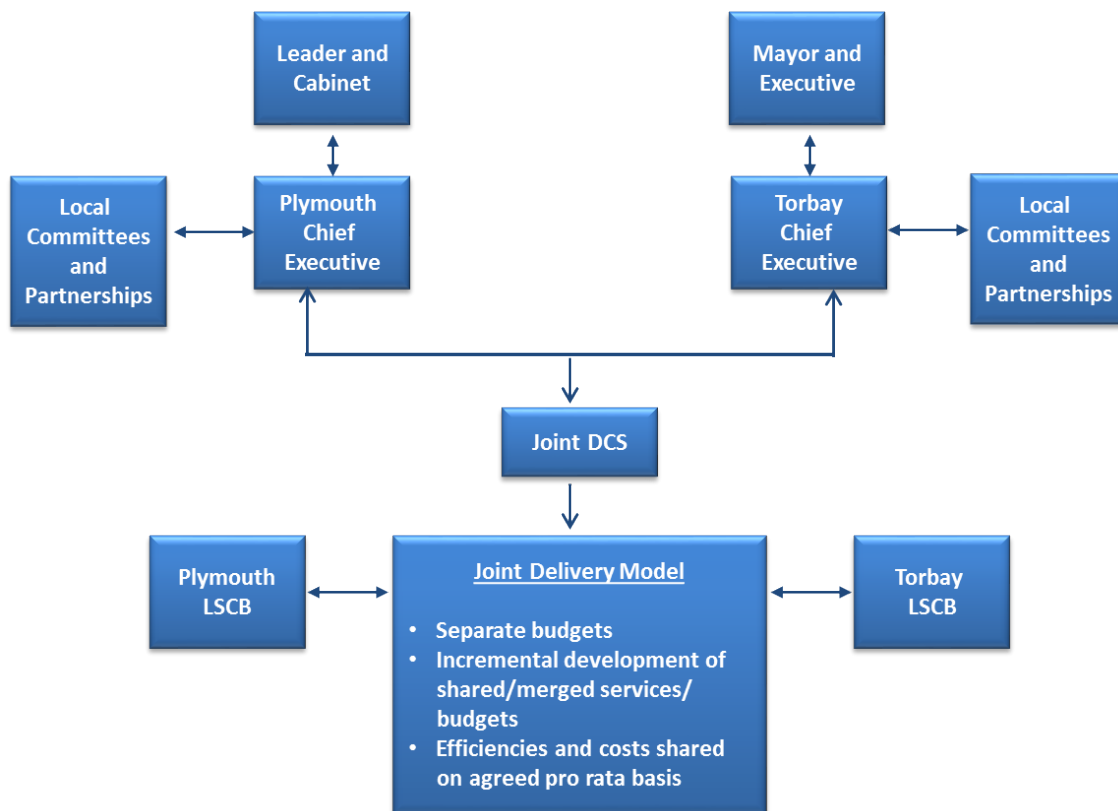 Leader and
Cabinet
Mayor and
Executive
Local
Committees
and
Partnerships
Plymouth
Chief
Executive
Torbay
Chief
Executive
Local
Committees
and
Partnerships
Joint DCS
Plymouth
LSCB
Joint Delivery Model
• Separate budgets
• Incremental development of
shared/merged services/
budgets
• Efficiencies and costs shared
on agreed pro rata basis
Torbay
LSCB